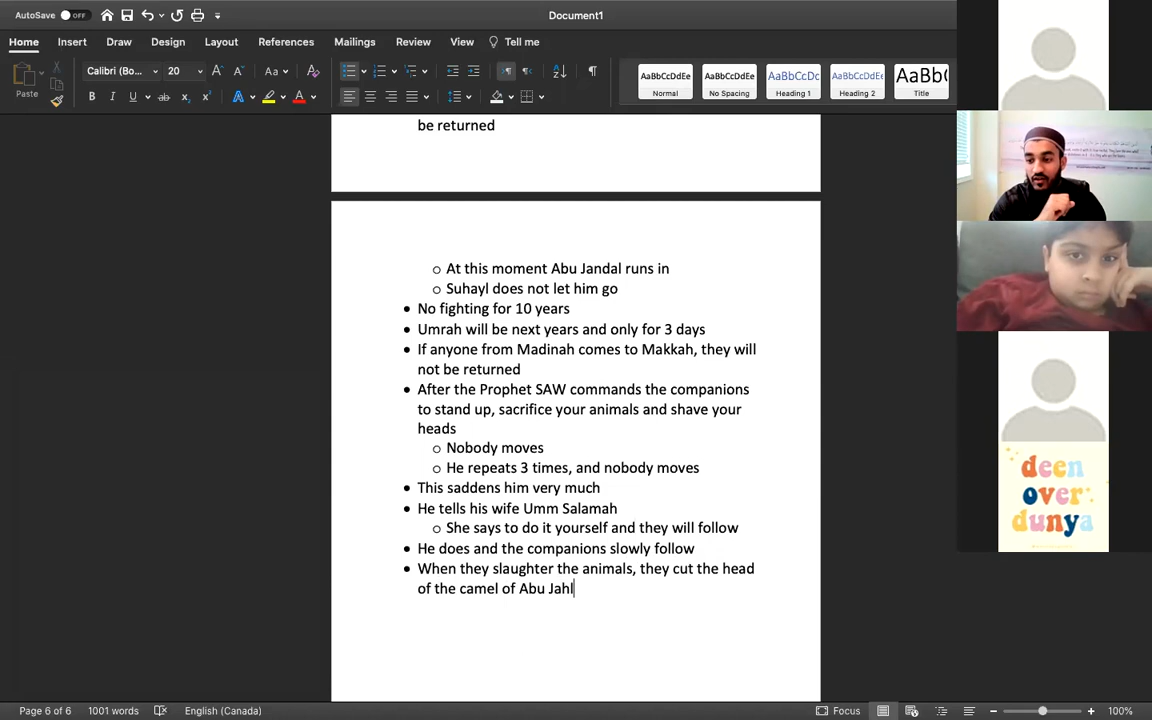 AutoSave OFF
Document1
Home Insert Draw Design Layout References Mailings Review View Tell me
Paste
Calibri (Bo... 20
AaBbCcDdEe AaBbCcDdEe AaBbCcDc AaBbCcDdEe AaBb(
Normal No Spacing Heading 1 Heading 2 Title
be returned
At this moment Abu Jandal runs in
Suhayl does not let him go
No fighting for 10 years
Umrah will be next years and only for 3 days
If anyone from Madinah comes to Makkah, they will
not be returned
After the Prophet SAW commands the companions
to stand up, sacrifice your animals and shave your
heads
Nobody moves
He repeats 3 times, and nobody moves
This saddens him very much
He tells his wife Umm Salamah
She says to do it yourself and they will follow
He does and the companions slowly follow
When they slaughter the animals, they cut the head
of the camel of Abu Jahl
deen
over
dunya
Page 6 of 6 1001 words English (Canada) Focus 100%